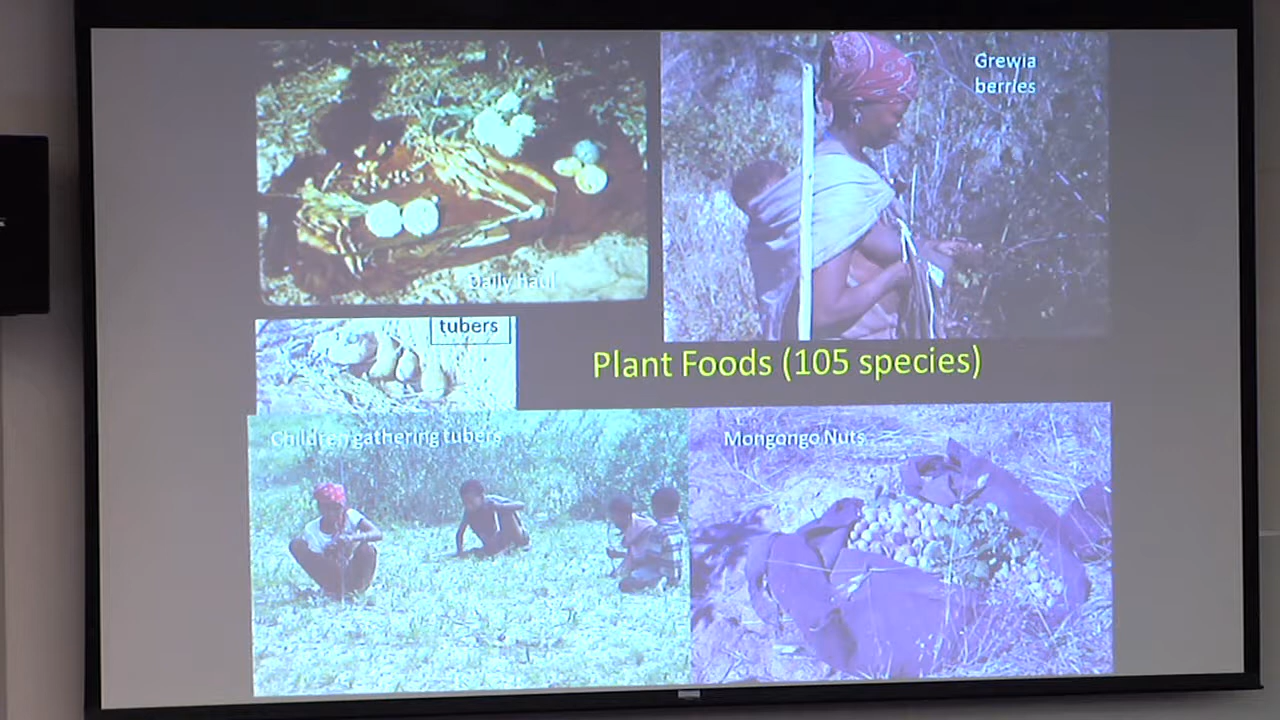 Grewia
berries
Daily haul
tubers
Plant Foods (105 species)
Children gathering tubers
Mongongo Nuts